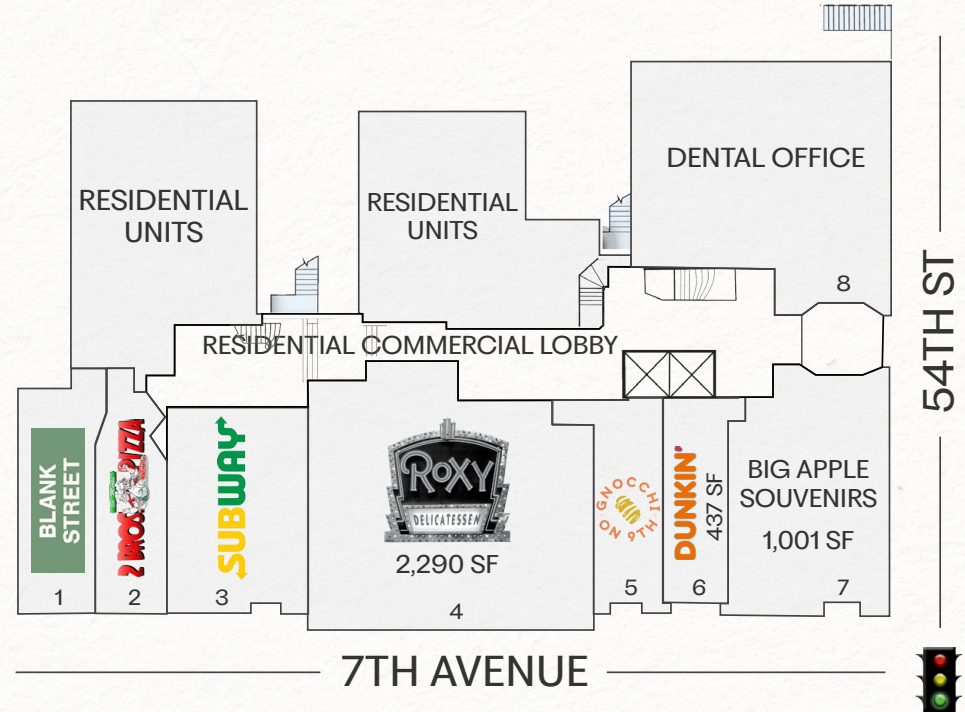 RESIDENTIAL
UNITS
RESIDENTIAL
UNITS
DENTAL OFFICE
8
54TH ST
RESIDENTIAL COMMERCIAL LOBBY
BLANK
STREET
1
2 BROS PIZZA
2
SUBWAY
3
ROXY
DELICATESSEN
2,290 SF
4
GNOCCHI
ON 9TH
5
DUNKIN'
437 SF
6
BIG APPLE
SOUVENIRS
1,001 SF
7
7TH AVENUE